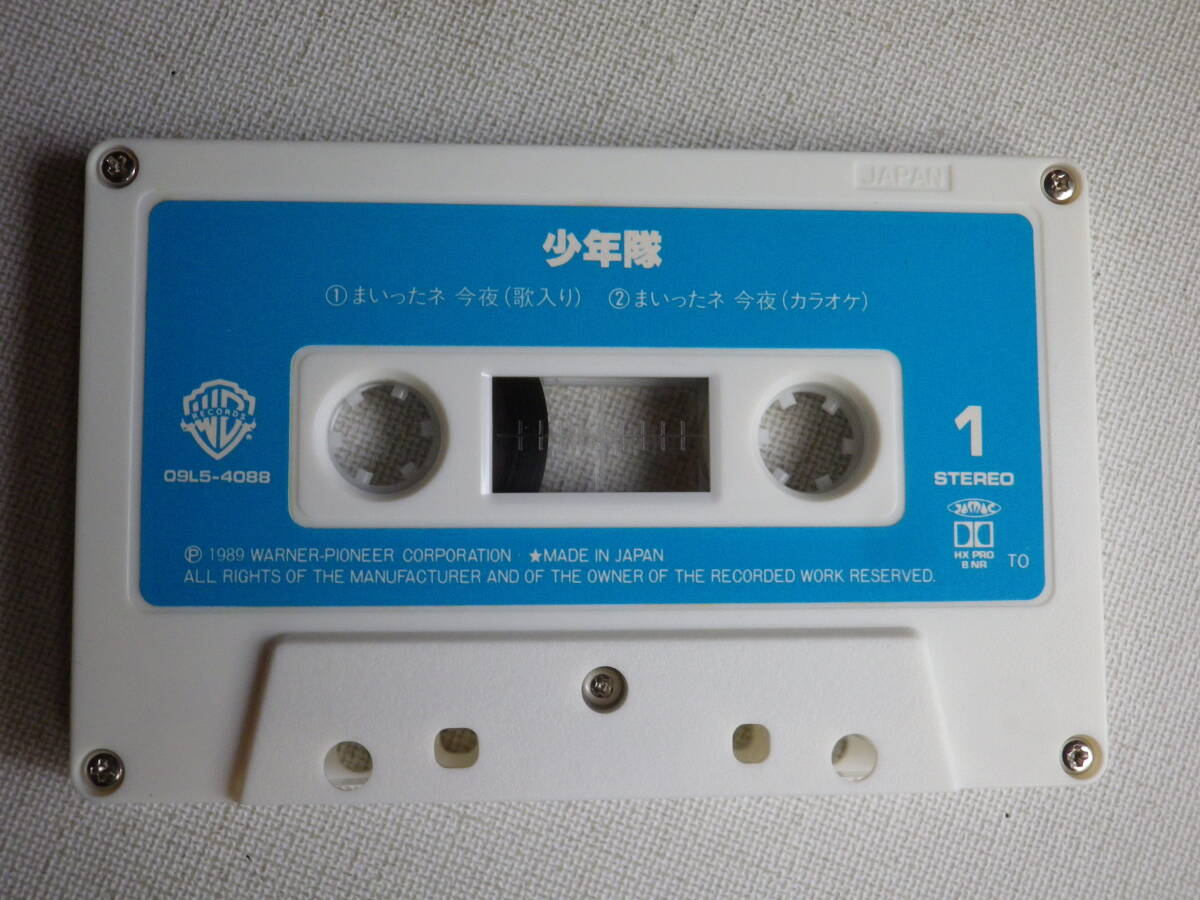 JAPAN
少年隊
①まいったネ 今夜(歌入り) ②まいったネ 今夜(カラオケ)
RECORDS
09L5-4088
1
STEREO
JASRAC
HX PRO
B NR
TO
Ⓟ 1989 WARNER-PIONEER CORPORATION · ★MADE IN JAPAN
ALL RIGHTS OF THE MANUFACTURER AND OF THE OWNER OF THE RECORDED WORK RESERVED.